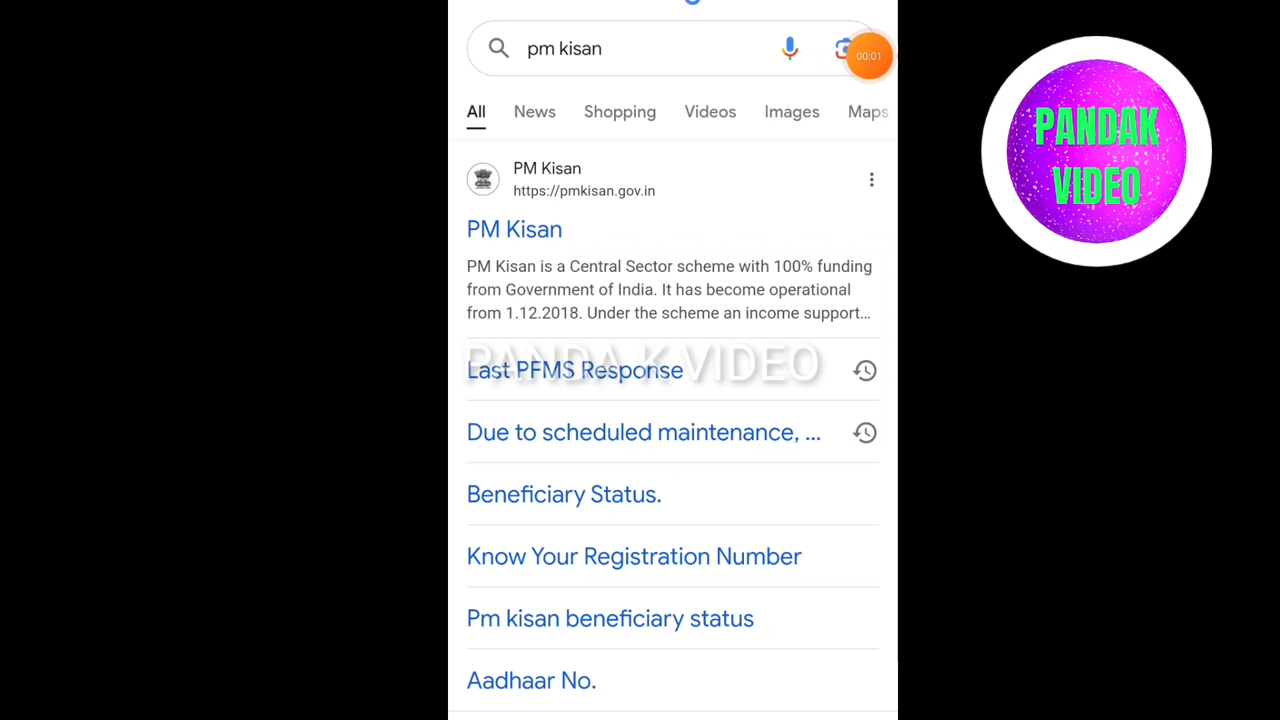 pm kisan
00:01
All News Shopping Videos Images Maps
PM Kisan
https://pmkisan.gov.in
PM Kisan
PM Kisan is a Central Sector scheme with 100% funding
from Government of India. It has become operational
from 1.12.2018. Under the scheme an income support...
PANDA K VIDEO
Last PFMS Response
Due to scheduled maintenance, ...
Beneficiary Status.
Know Your Registration Number
Pm kisan beneficiary status
Aadhaar No.
PANDAK
VIDEO